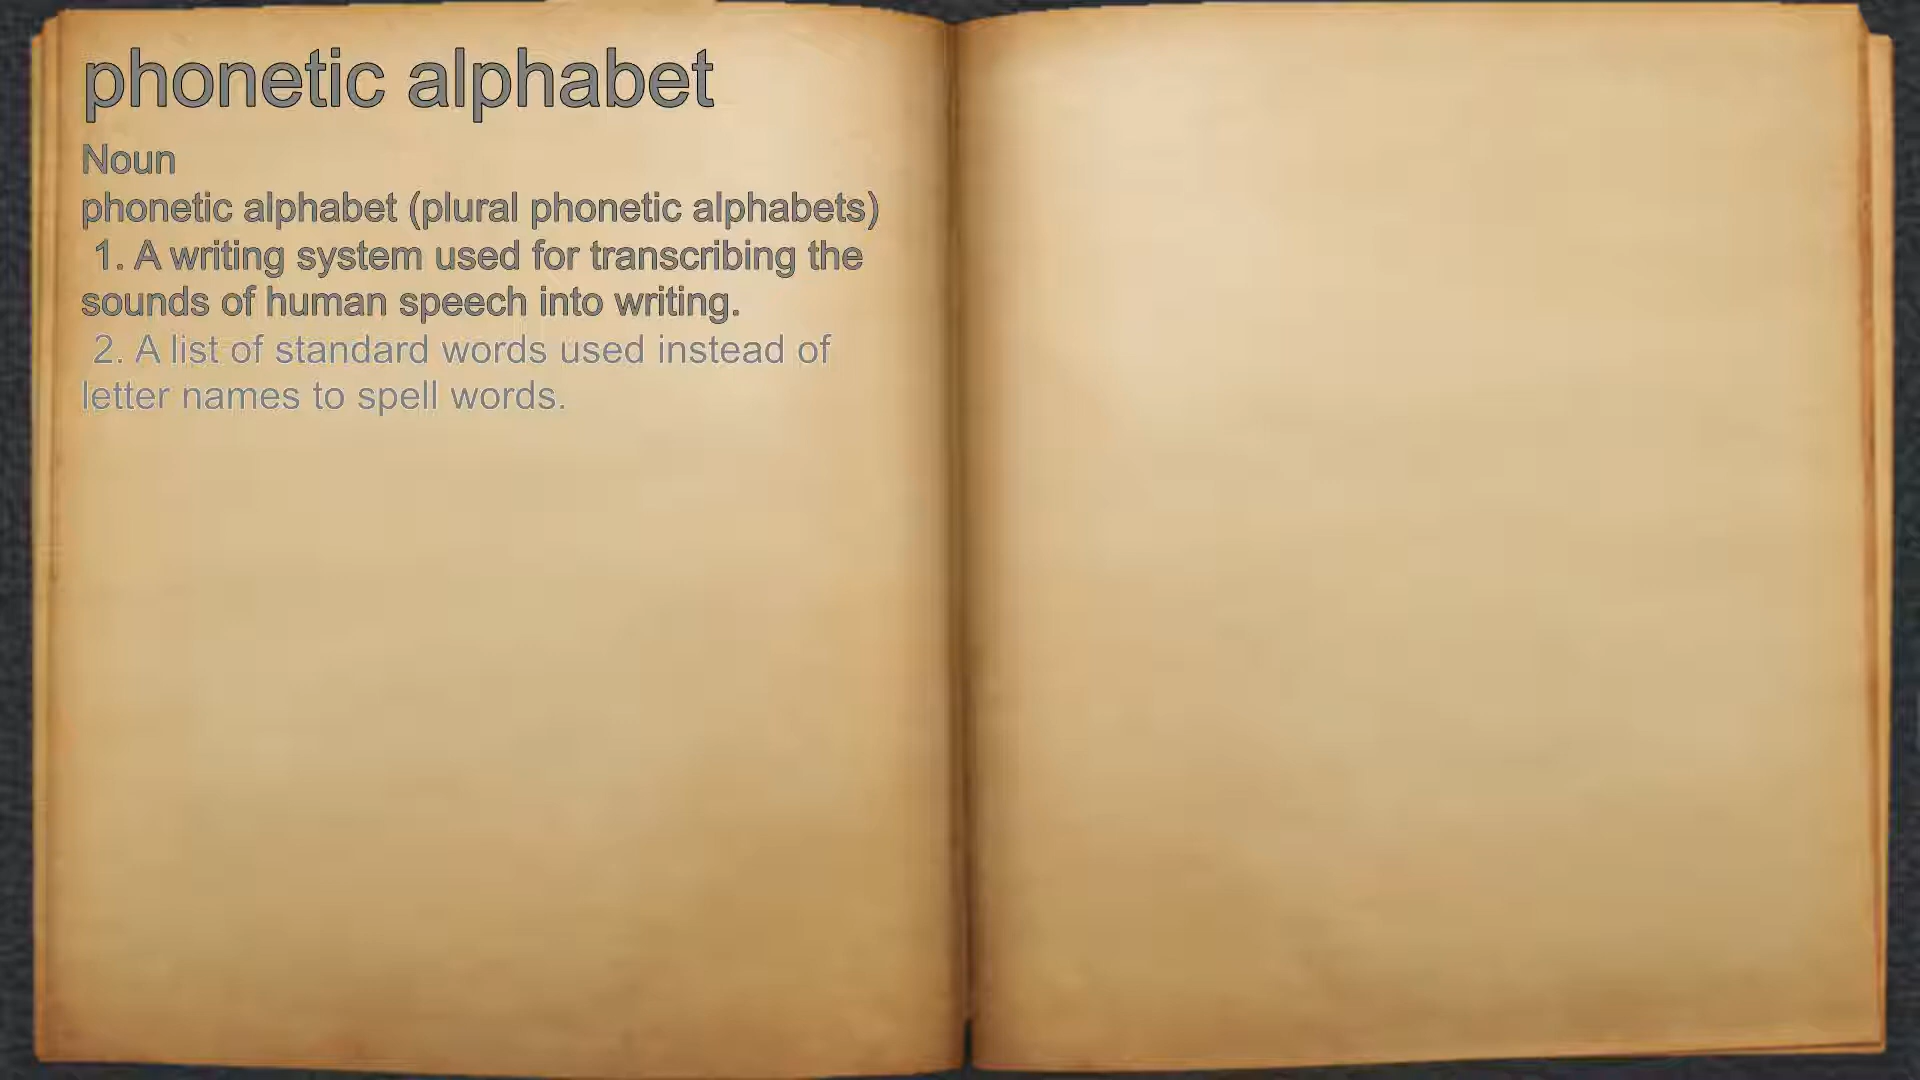 phonetic alphabet
Noun
phonetic alphabet (plural phonetic alphabets)
1. A writing system used for transcribing the
sounds of human speech into writing.
2. A list of standard words used instead of
letter names to spell words.